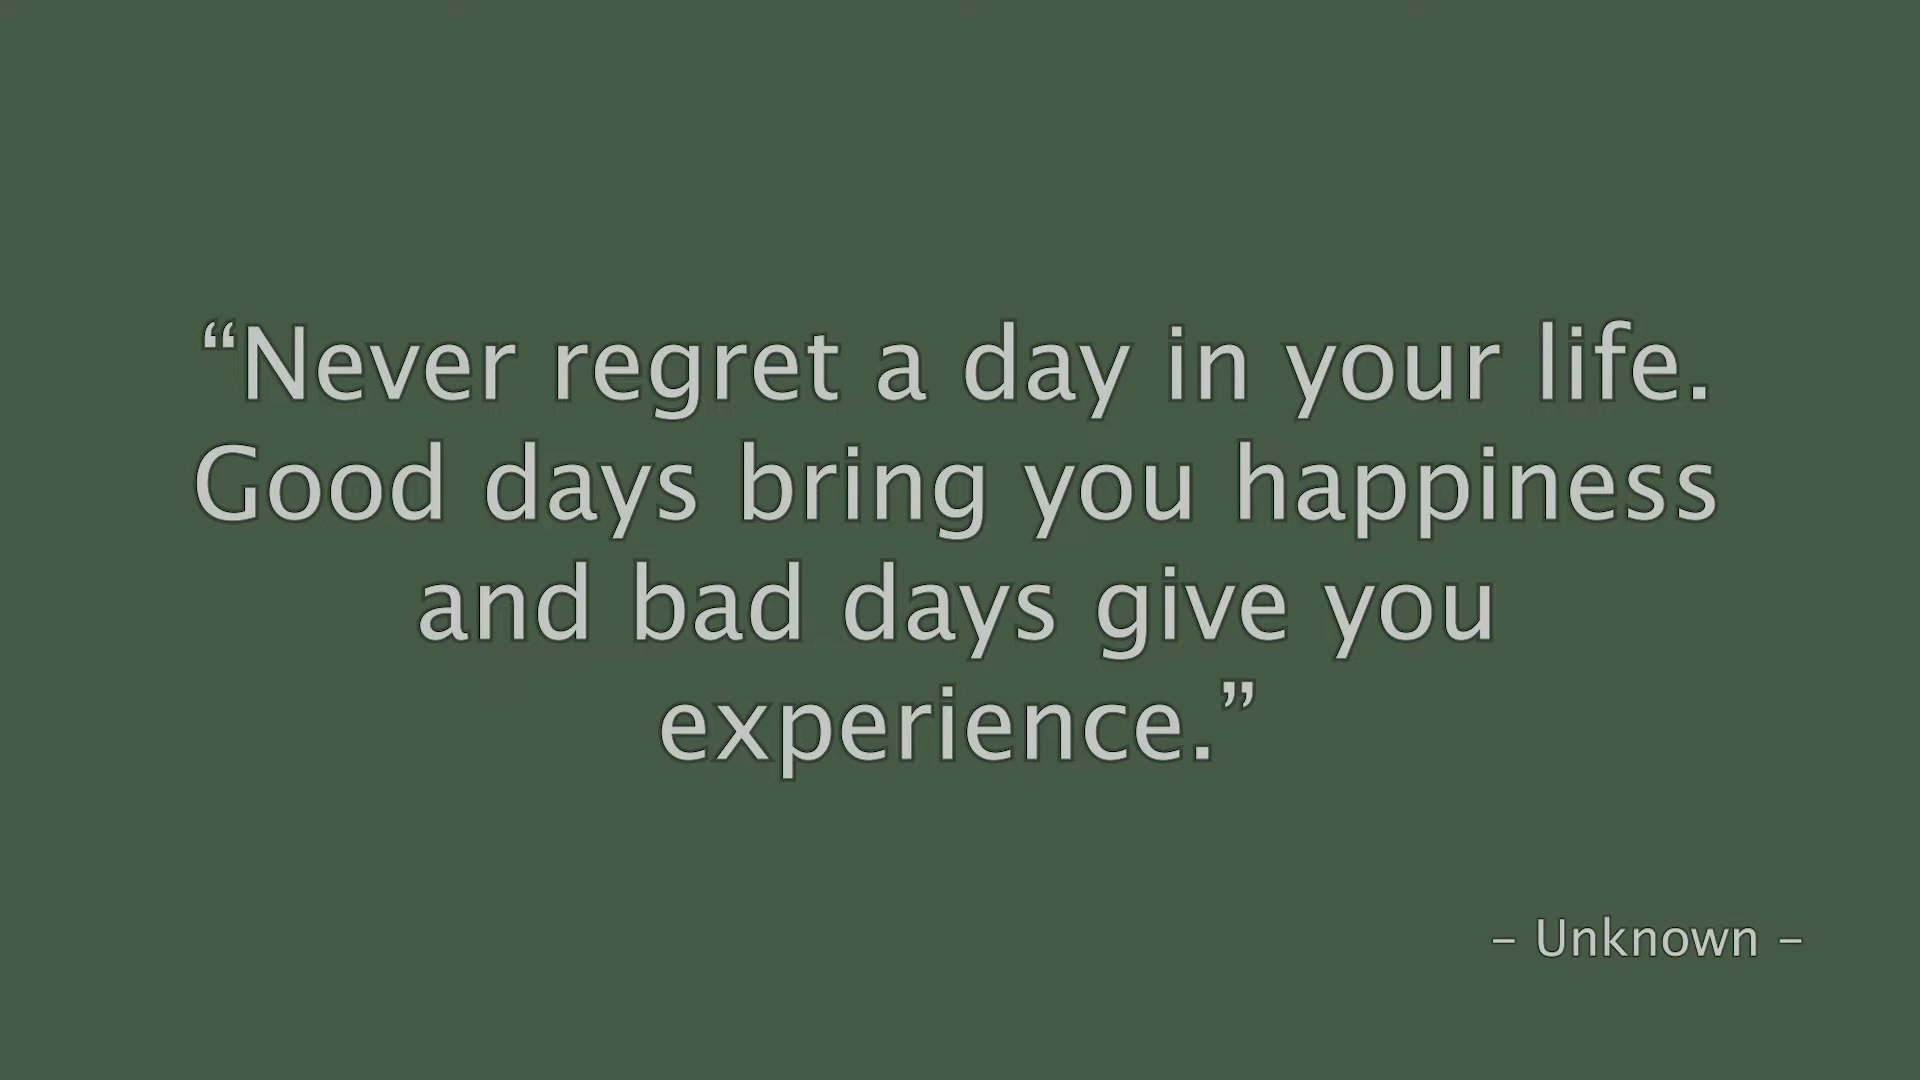 “Never regret a day in your life.
Good days bring you happiness
and bad days give you
experience.”
– Unknown –